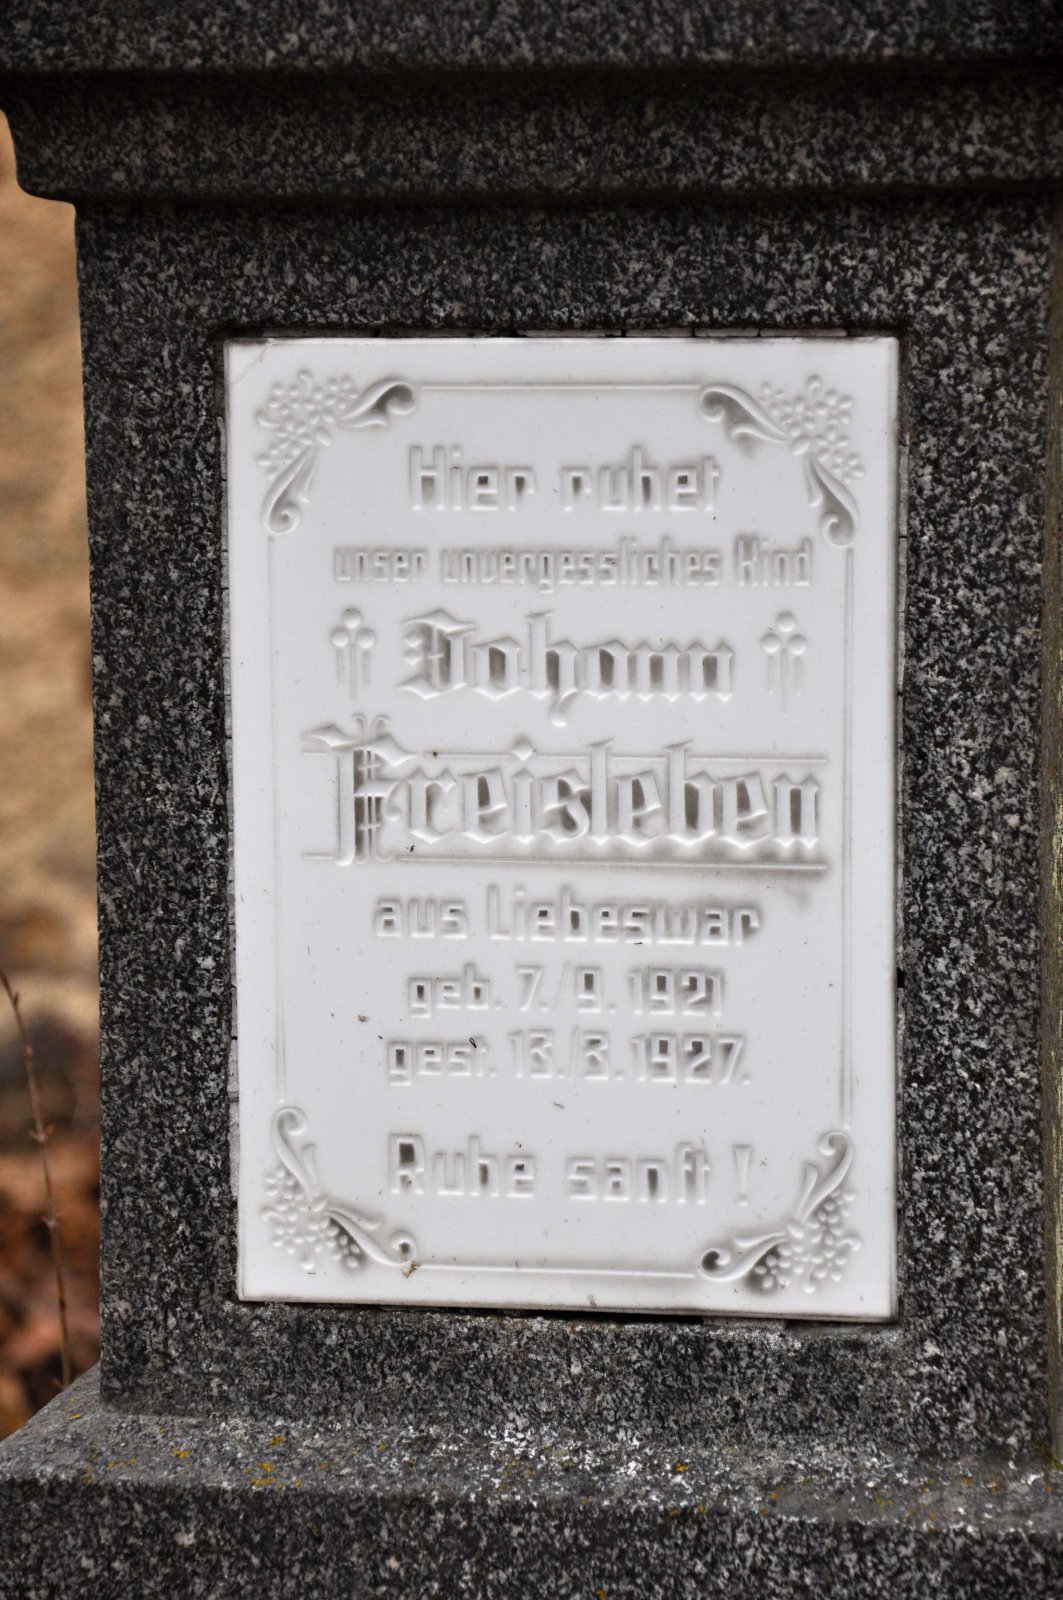 Hier ruhet
unser unvergessliches Kind
Johann
Freisleben
aus Liebeswar
geb. 7./9. 1921
gest. 13./3. 1927.
Ruhe sanft !